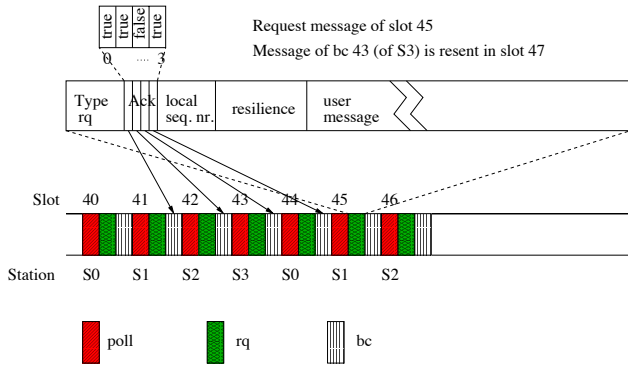 true true false true
0 .... 3
Request message of slot 45
Message of bc 43 (of S3) is resent in slot 47
Type rq
Ack
local seq. nr.
resilience
user message
Slot 40 41 42 43 44 45 46
Station S0 S1 S2 S3 S0 S1 S2
poll rq bc